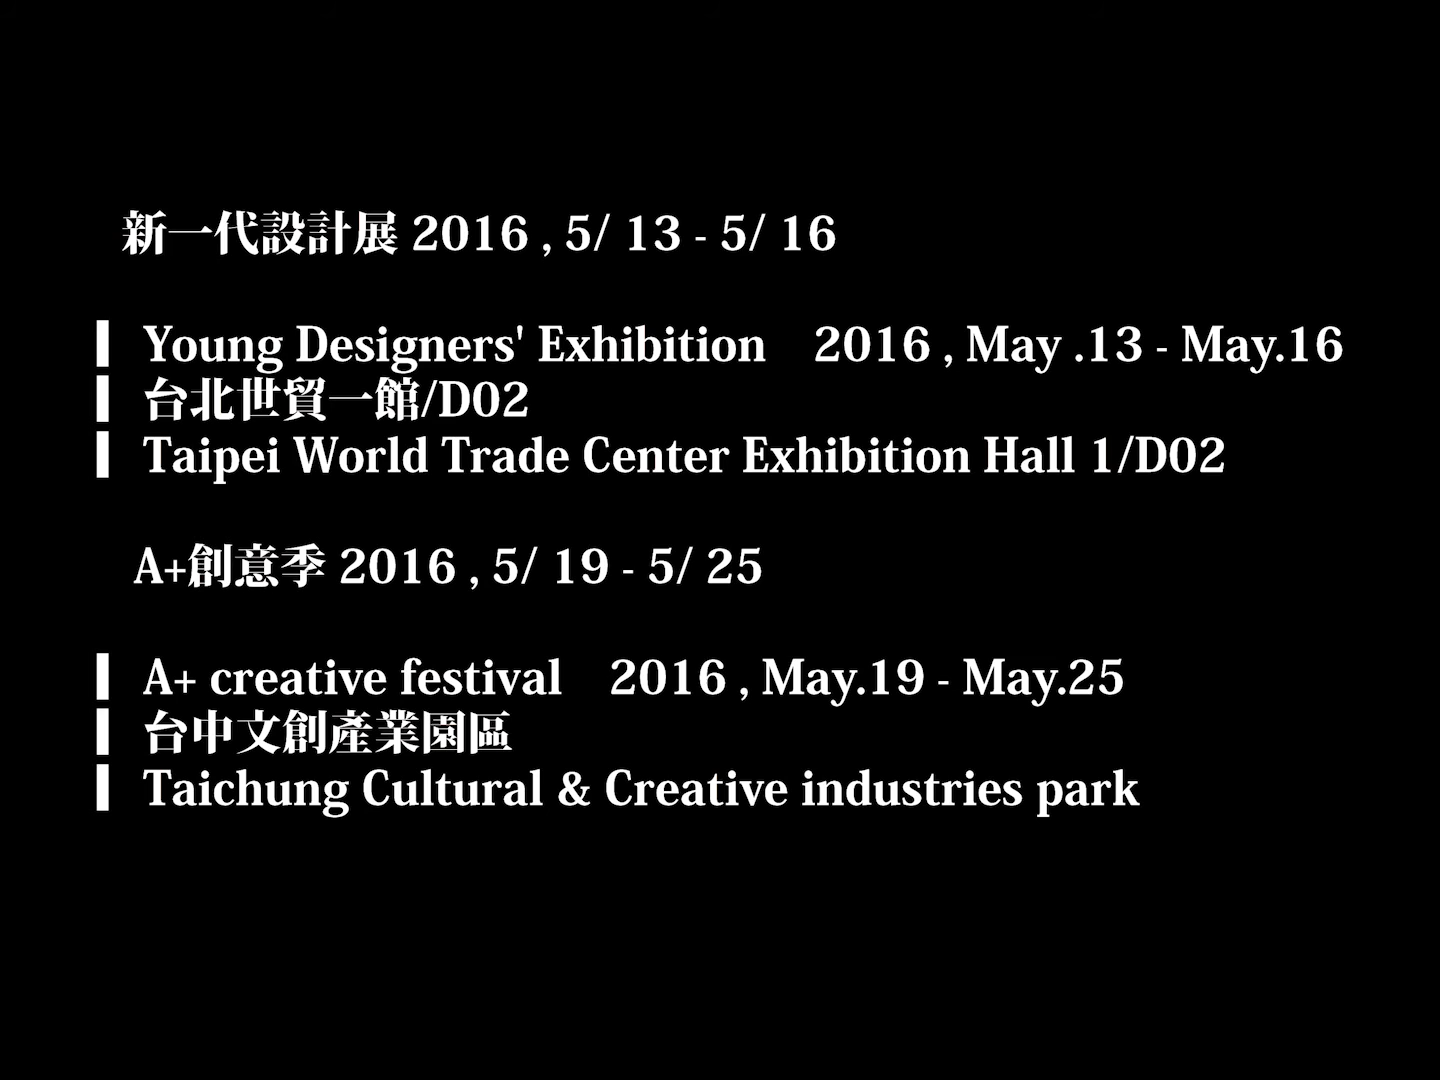 新一代設計展 2016 , 5/ 13 - 5/ 16
Young Designers' Exhibition 2016 , May .13 - May.16
台北世貿一館/D02
Taipei World Trade Center Exhibition Hall 1/D02
A+創意季 2016 , 5/ 19 - 5/ 25
A+ creative festival 2016 , May.19 - May.25
台中文創產業園區
Taichung Cultural & Creative industries park